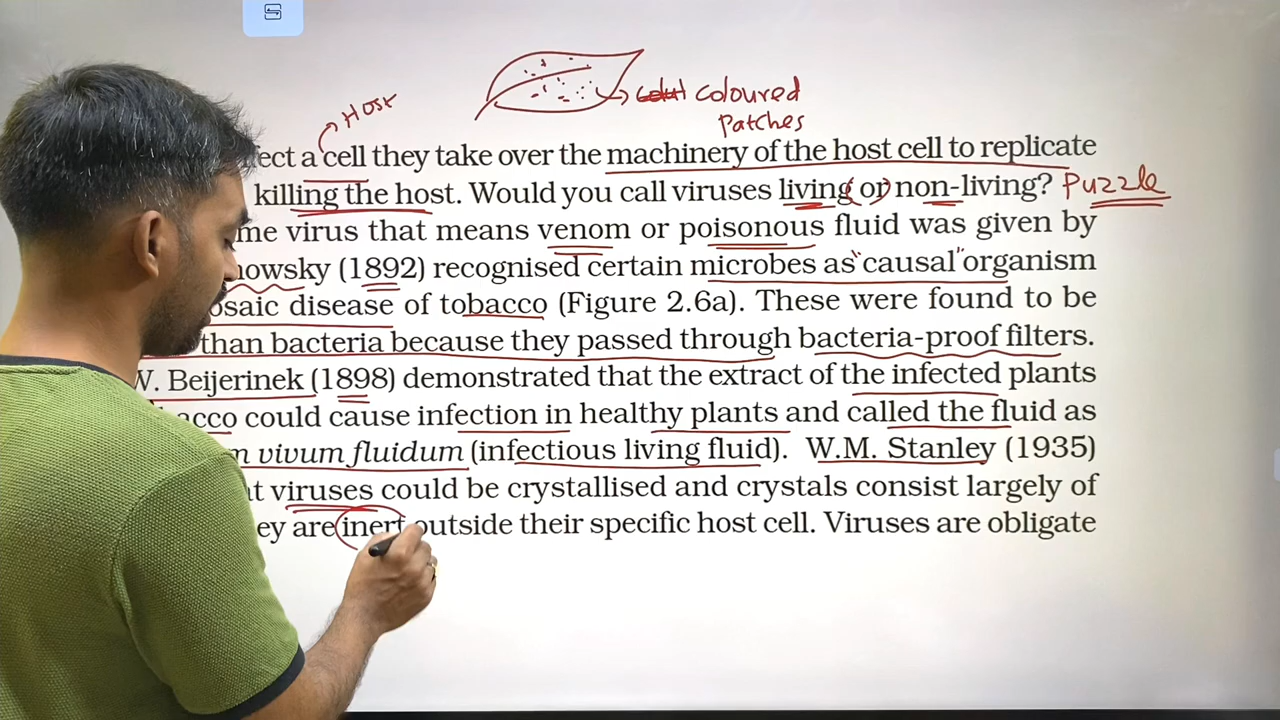 coloured
Patches
Host
fect a cell they take over the machinery of the host cell to replicate
killing the host. Would you call viruses living (or) non-living? Puzzle
me virus that means venom or poisonous fluid was given by
nowsky (1892) recognised certain microbes as "causal" organism
osaic disease of tobacco (Figure 2.6a). These were found to be
than bacteria because they passed through bacteria-proof filters.
W. Beijerinek (1898) demonstrated that the extract of the infected plants
acco could cause infection in healthy plants and called the fluid as
m vivum fluidum (infectious living fluid). W.M. Stanley (1935)
at viruses could be crystallised and crystals consist largely of
ey are inert outside their specific host cell. Viruses are obligate